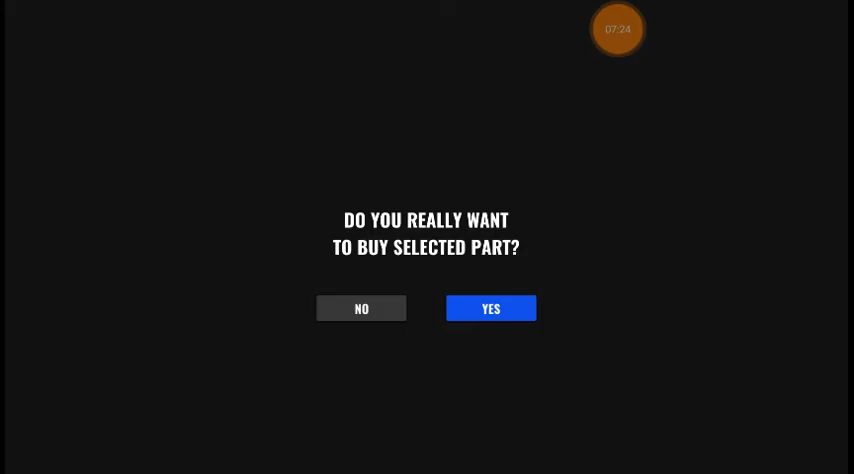 07:24
DO YOU REALLY WANT
TO BUY SELECTED PART?
NO
YES